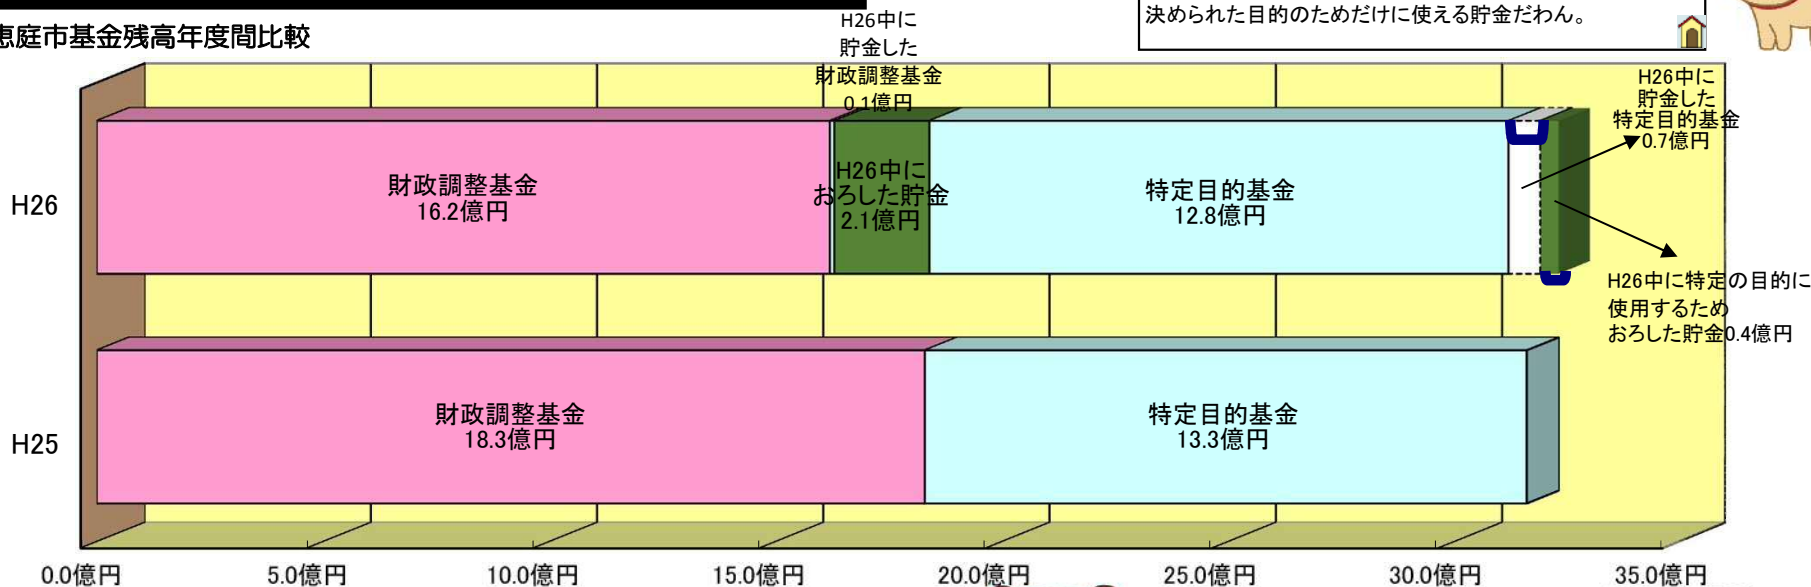 決められた目的のためだけに使える貯金だわん。
恵庭市基金残高年度間比較
H26中に
貯金した
財政調整基金
0.1億円
H26中に
貯金した
特定目的基金
0.7億円
H26
財政調整基金
16.2億円
H26中に
おろした貯金
2.1億円
特定目的基金
12.8億円
H26中に特定の目的に
使用するため
おろした貯金0.4億円
H25
財政調整基金
18.3億円
特定目的基金
13.3億円
0.0億円 5.0億円 10.0億円 15.0億円 20.0億円 25.0億円 30.0億円 35.0億円